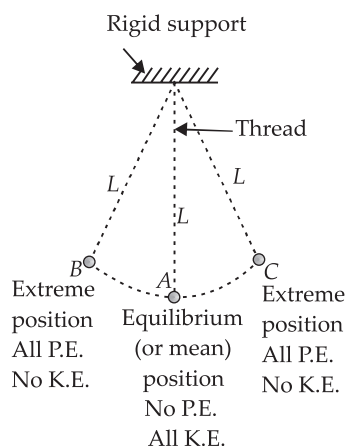 Rigid support
Thread
L
L
L
B
A
C
Extreme
position
All P.E.
No K.E.
Equilibrium
(or mean)
position
No P.E.
All K.E.
Extreme
position
All P.E.
No K.E.